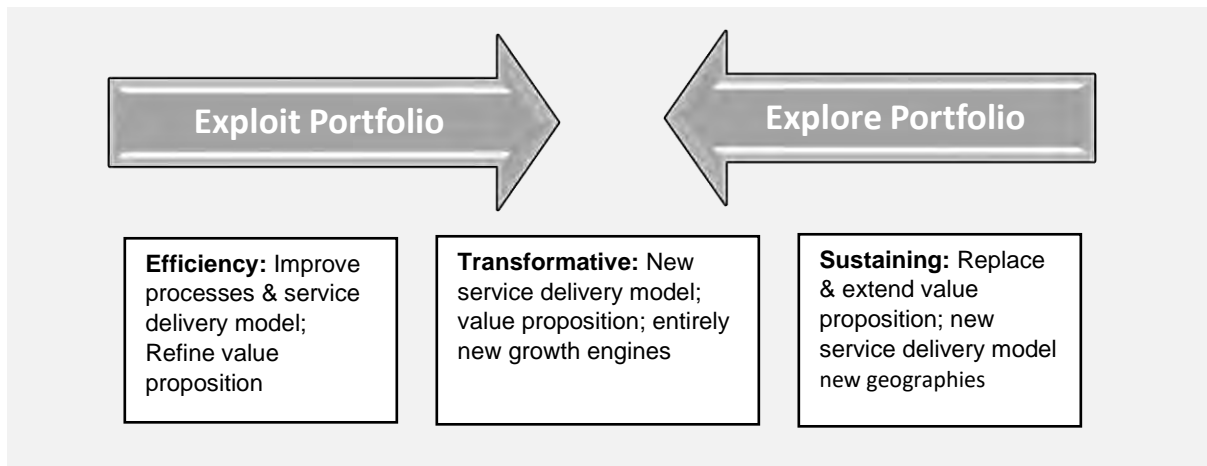 Exploit Portfolio
Explore Portfolio
Efficiency: Improve
processes & service
delivery model;
Refine value
proposition
Transformative: New
service delivery model;
value proposition; entirely
new growth engines
Sustaining: Replace
& extend value
proposition; new
service delivery model
new geographies